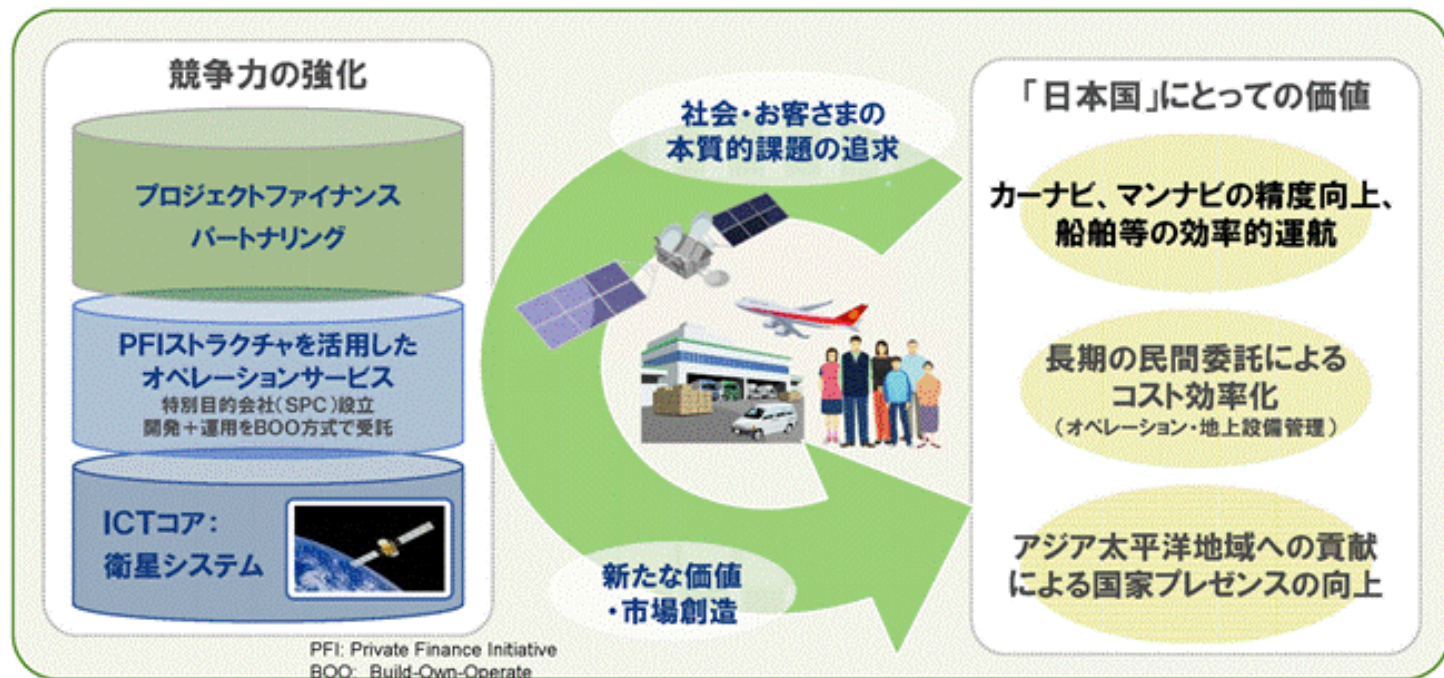 競争力の強化
プロジェクトファイナンス
パートナリング
PFIストラクチャを活用した
オペレーションサービス
特別目的会社(SPC)設立
開発+運用をBOO方式で受託
ICTコア:
衛星システム
社会・お客さまの
本質的課題の追求
新たな価値
・市場創造
「日本国」にとっての価値
カーナビ、マンナビの精度向上、
船舶等の効率的運航
長期の民間委託による
コスト効率化
(オペレーション・地上設備管理)
アジア太平洋地域への貢献
による国家プレゼンスの向上
PFI: Private Finance Initiative
BOO: Build-Own-Operate